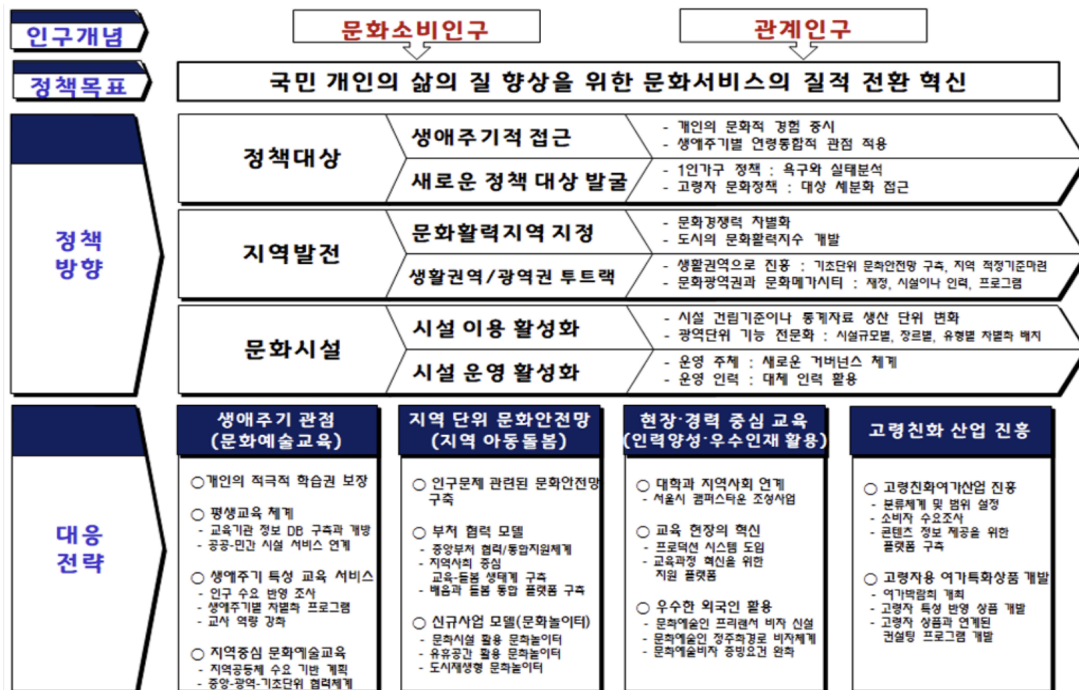 인구개념
문화소비인구
관계인구
정책목표
국민 개인의 삶의 질 향상을 위한 문화서비스의 질적 전환 혁신
정책
방향
정책대상
생애주기적 접근
- 개인의 문화적 경험 중시
- 생애주기별 연령통합적 관점 적용
새로운 정책 대상 발굴
- 1인가구 정책 : 욕구와 실태분석
- 고령자 문화정책 : 대상 세분화 접근
지역발전
문화활력지역 지정
- 문화경쟁력 차별화
- 도시의 문화활력지수 개발
생활권역/광역권 투트랙
- 생활권역으로 진흥 : 기초단위 문화안전망 구축, 지역 적정기준마련
- 문화광역권과 문화메가시티 : 재정, 시설이나 인력, 프로그램
문화시설
시설 이용 활성화
- 시설 건립기준이나 통계자료 생산 단위 변화
- 광역단위 기능 전문화 : 시설규모별, 장르별, 유형별 차별화 배치
시설 운영 활성화
- 운영 주체 : 새로운 거버넌스 체계
- 운영 인력 : 대체 인력 활용
대응
전략
생애주기 관점
(문화예술교육)
○개인의 적극적 학습권 보장
○ 평생교육 체계
- 교육기관 정보 DB 구축과 개방
- 공공-민간 시설 서비스 연계
○ 생애주기 특성 교육 서비스
- 인구 수요 반영 조사
- 생애주기별 차별화 프로그램
- 교사 역량 강화
○ 지역중심 문화예술교육
- 지역공동체 수요 기반 계획
- 중앙-광역-기초단위 협력체계
지역 단위 문화안전망
(지역 아동돌봄)
○ 인구문제 관련된 문화안전망
구축
○ 부처 협력 모델
- 중앙부처 협력/통합지원체계
- 지역사회 중심
교육-돌봄 생태계 구축
- 배움과 돌봄 통합 플랫폼 구축
○ 신규사업 모델(문화놀이터)
- 문화시설 활용 문화놀이터
- 유휴공간 활용 문화놀이터
- 도시재생형 문화놀이터
현장·경력 중심 교육
(인력양성·우수인재 활용)
○ 대학과 지역사회 연계
- 서울시 캠퍼스타운 조성사업
○ 교육 현장의 혁신
- 프로덕션 시스템 도입
- 교육과정 혁신을 위한
지원 플랫폼
○ 우수한 외국인 활용
- 문화예술인 프리랜서 비자 신설
- 문화예술인 정주화경로 비자체계
- 문화예술비자 증빙요건 완화
고령친화 산업 진흥
○ 고령친화여가산업 진흥
- 분류체계 및 범위 설정
- 소비자 수요조사
- 콘텐츠 정보 제공을 위한
플랫폼 구축
○ 고령자용 여가특화상품 개발
- 여가박람회 개최
- 고령자 특성 반영 상품 개발
- 고령자 상품과 연계된
컨설팅 프로그램 개발